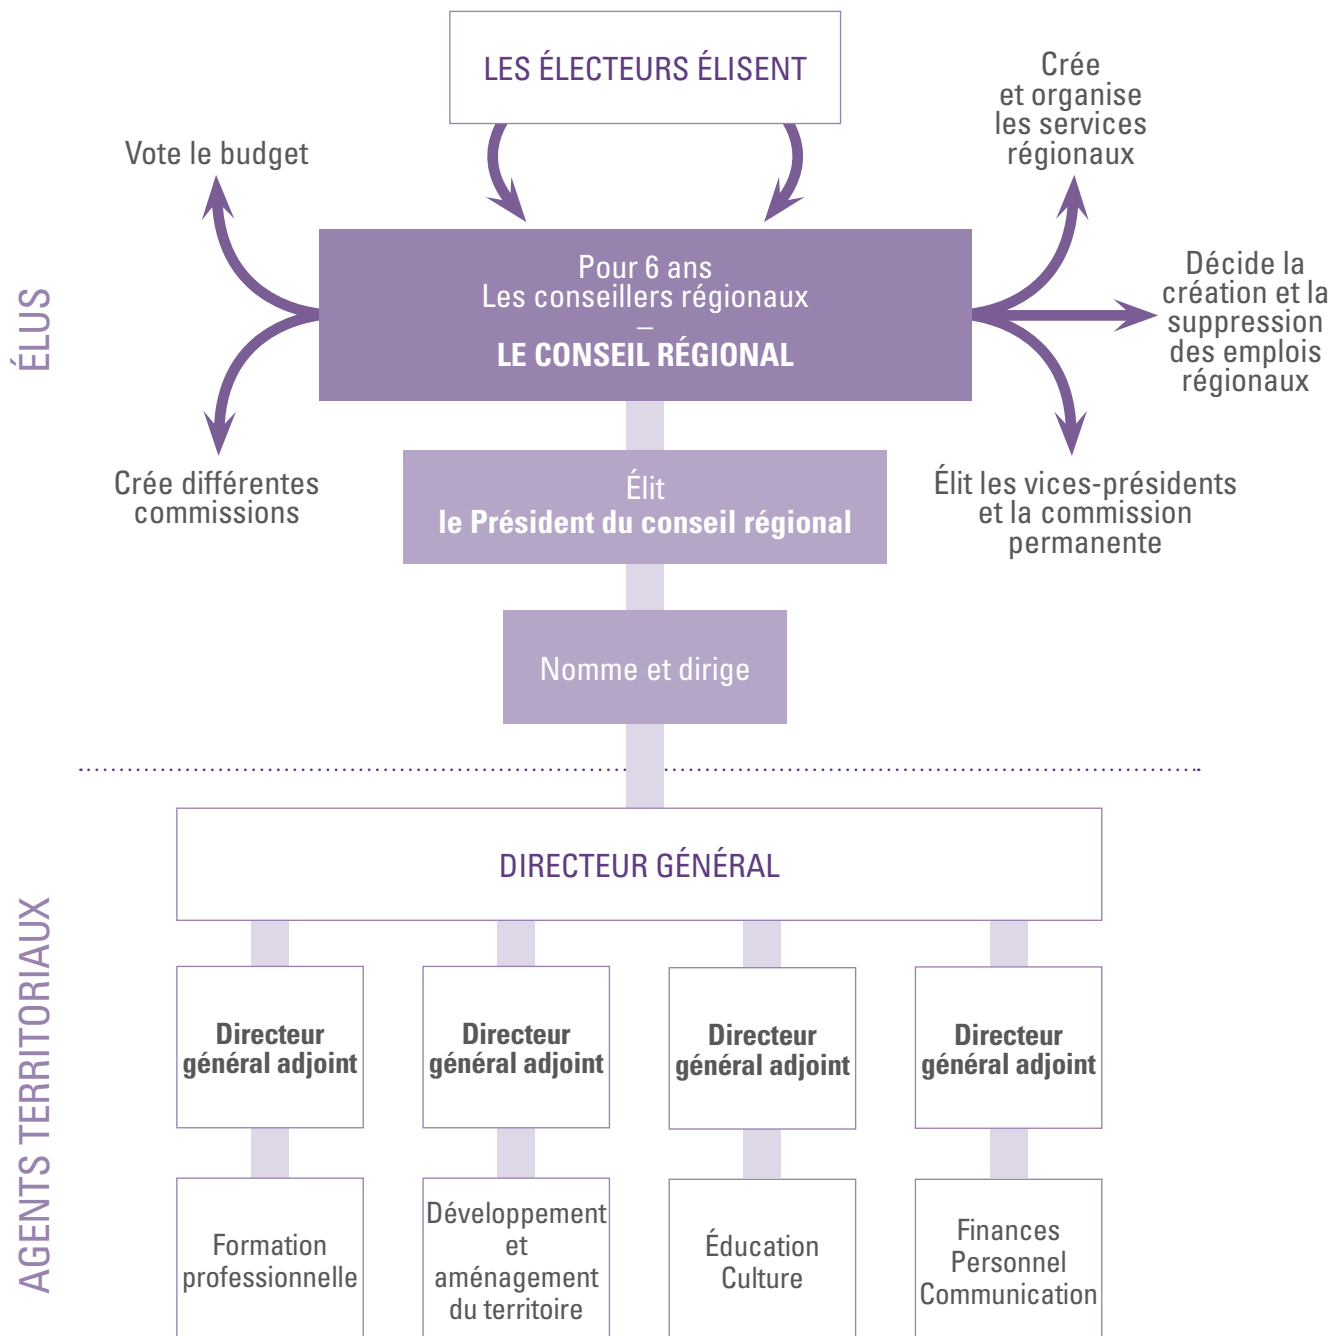 LES ÉLECTEURS ÉLISENT
Vote le budget
Crée
et organise
les services
régionaux
ÉLUS
Pour 6 ans
Les conseillers régionaux
–
LE CONSEIL RÉGIONAL
Décide la
création et la
suppression
des emplois
régionaux
Crée différentes
commissions
Élit
le Président du conseil régional
Élit les vices-présidents
et la commission
permanente
Nomme et dirige
AGENTS TERRITORIAUX
DIRECTEUR GÉNÉRAL
Directeur
général adjoint
Directeur
général adjoint
Directeur
général adjoint
Directeur
général adjoint
Formation
professionnelle
Développement
et
aménagement
du territoire
Éducation
Culture
Finances
Personnel
Communication